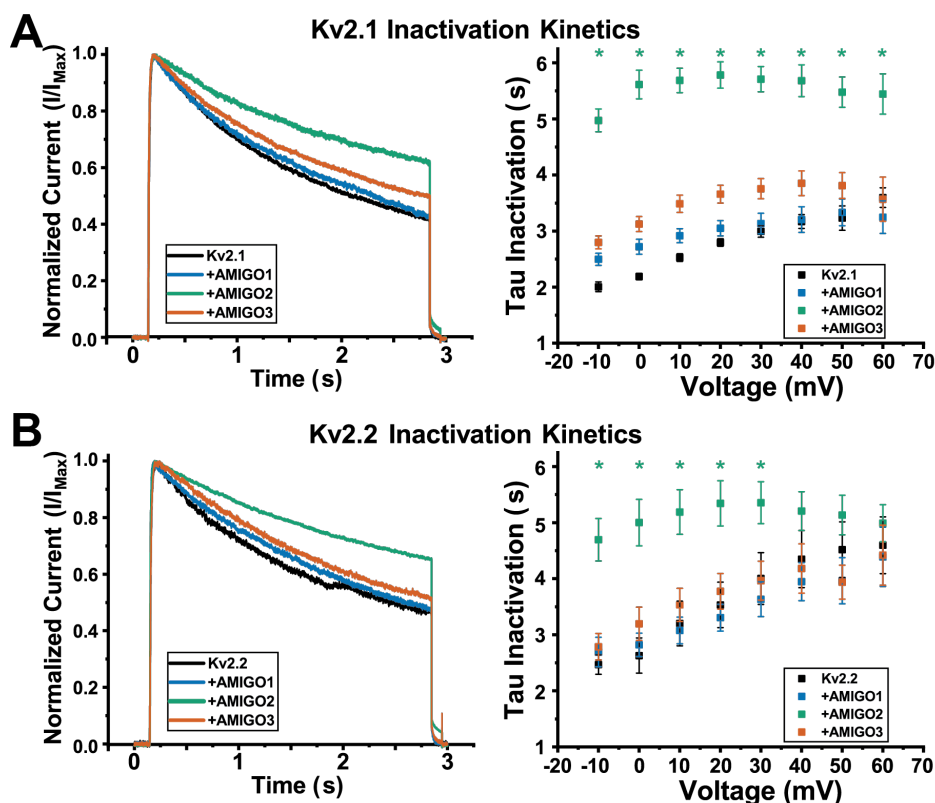 A
Kv2.1 Inactivation Kinetics
Normalized Current (I/I_Max)
1.0
0.8
0.6
0.4
0.2
0.0
Kv2.1
+AMIGO1
+AMIGO2
+AMIGO3
0 1 2 3
Time (s)
Tau Inactivation (s)
* * * * * * * *
6
5
4
3
2
1
Kv2.1
+AMIGO1
+AMIGO2
+AMIGO3
-20 -10 0 10 20 30 40 50 60 70
Voltage (mV)
B
Kv2.2 Inactivation Kinetics
Normalized Current (I/I_Max)
1.0
0.8
0.6
0.4
0.2
0.0
Kv2.2
+AMIGO1
+AMIGO2
+AMIGO3
0 1 2 3
Time (s)
Tau Inactivation (s)
* * * * *
6
5
4
3
2
1
Kv2.2
+AMIGO1
+AMIGO2
+AMIGO3
-20 -10 0 10 20 30 40 50 60 70
Voltage (mV)